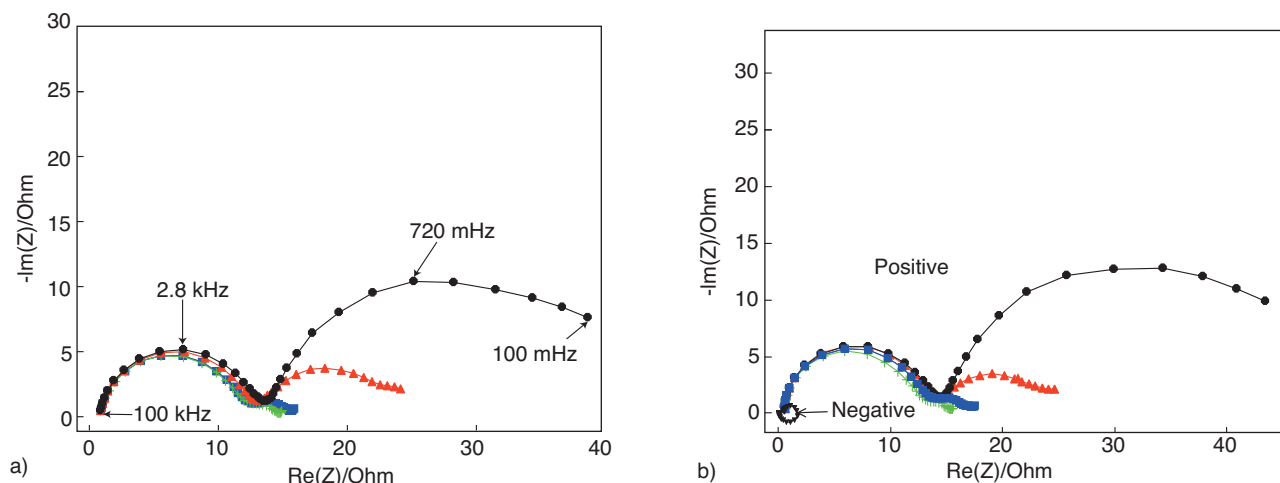 30
25
20
15
10
5
0
-Im(Z)/Ohm
720 mHz
2.8 kHz
100 mHz
100 kHz
0 10 20 30 40
Re(Z)/Ohm
a)
30
25
20
15
10
5
0
-Im(Z)/Ohm
Positive
Negative
0 10 20 30 40
Re(Z)/Ohm
b)